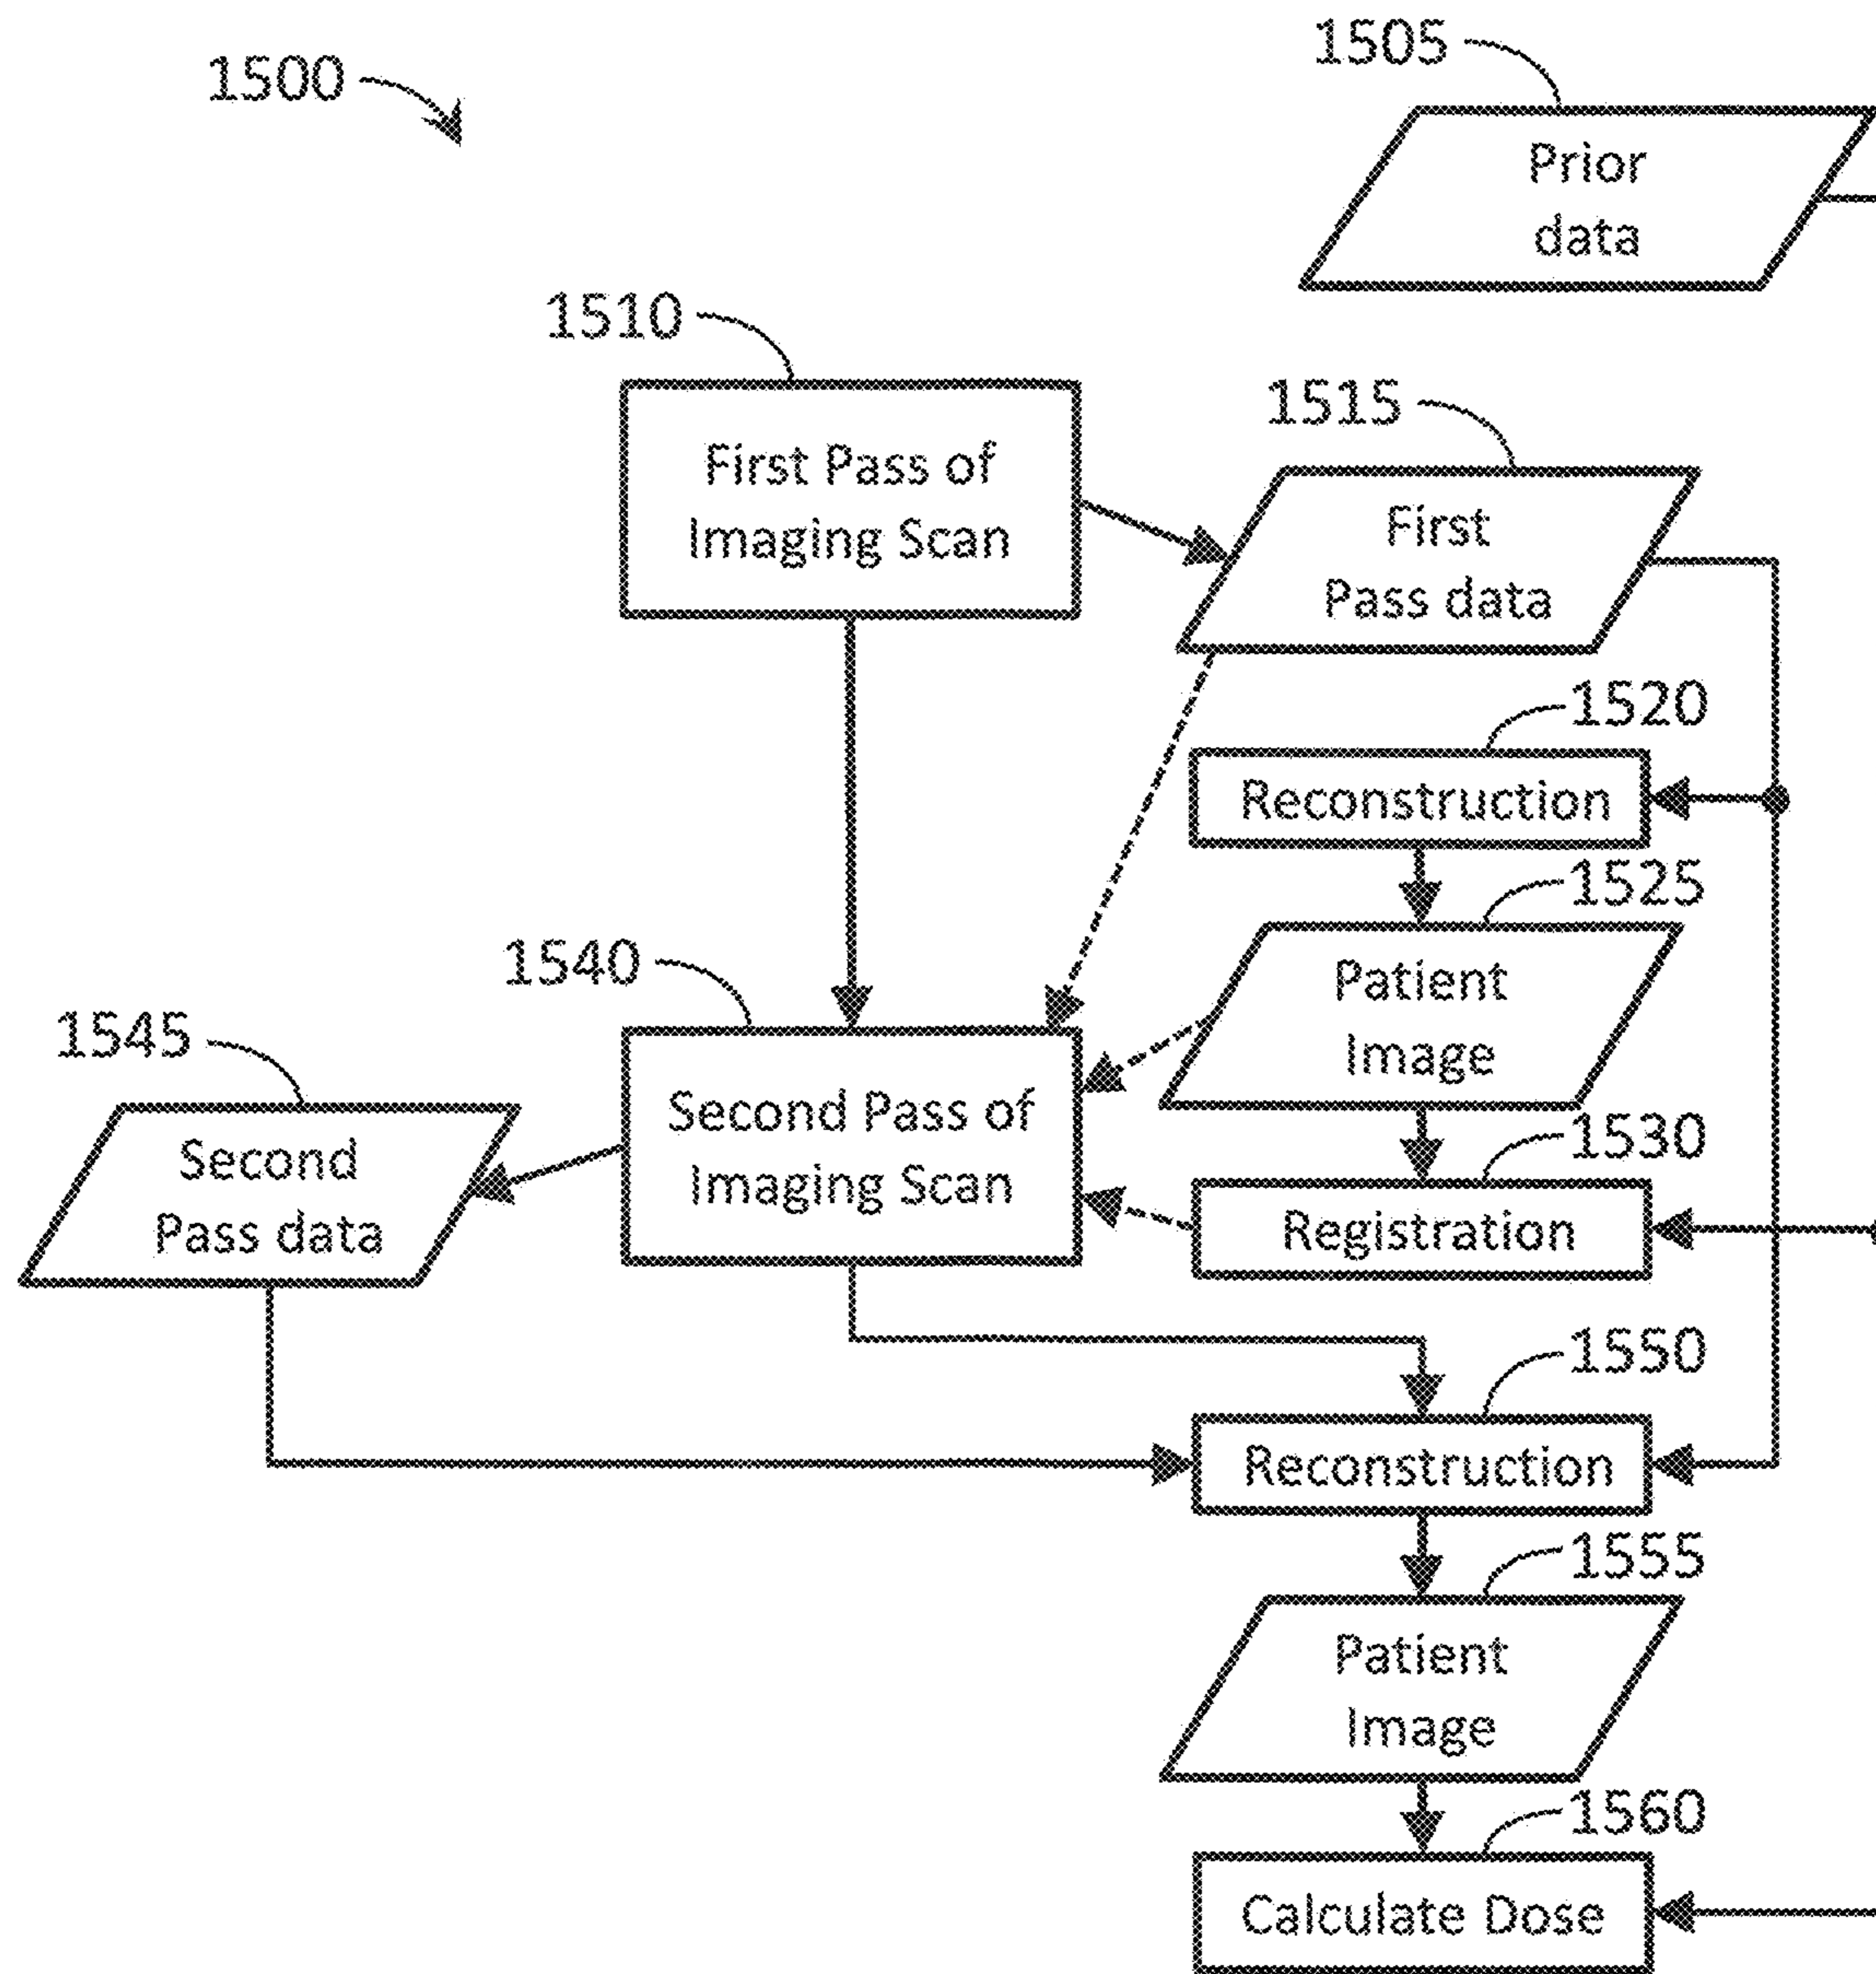 1500
1505
Prior
data
1510
First Pass of
Imaging Scan
1515
First
Pass data
1520
Reconstruction
1525
Patient
Image
1540
Second Pass of
Imaging Scan
1545
Second
Pass data
1530
Registration
1550
Reconstruction
1555
Patient
Image
1560
Calculate Dose